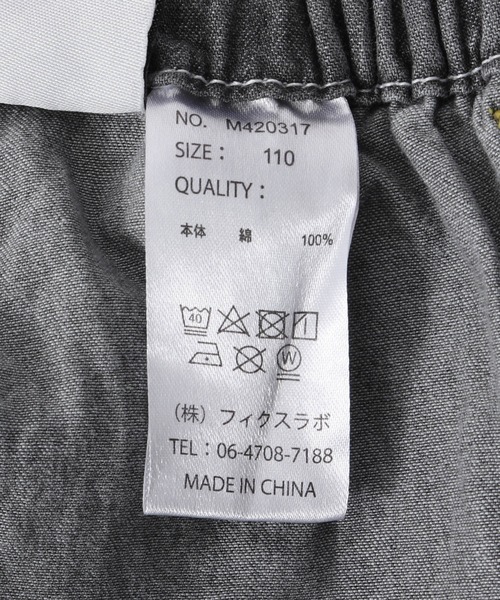 NO. M420317
SIZE： 110
QUALITY：
本体 綿 100%
40
W
（株）フィクスラボ
TEL：06-4708-7188
MADE IN CHINA